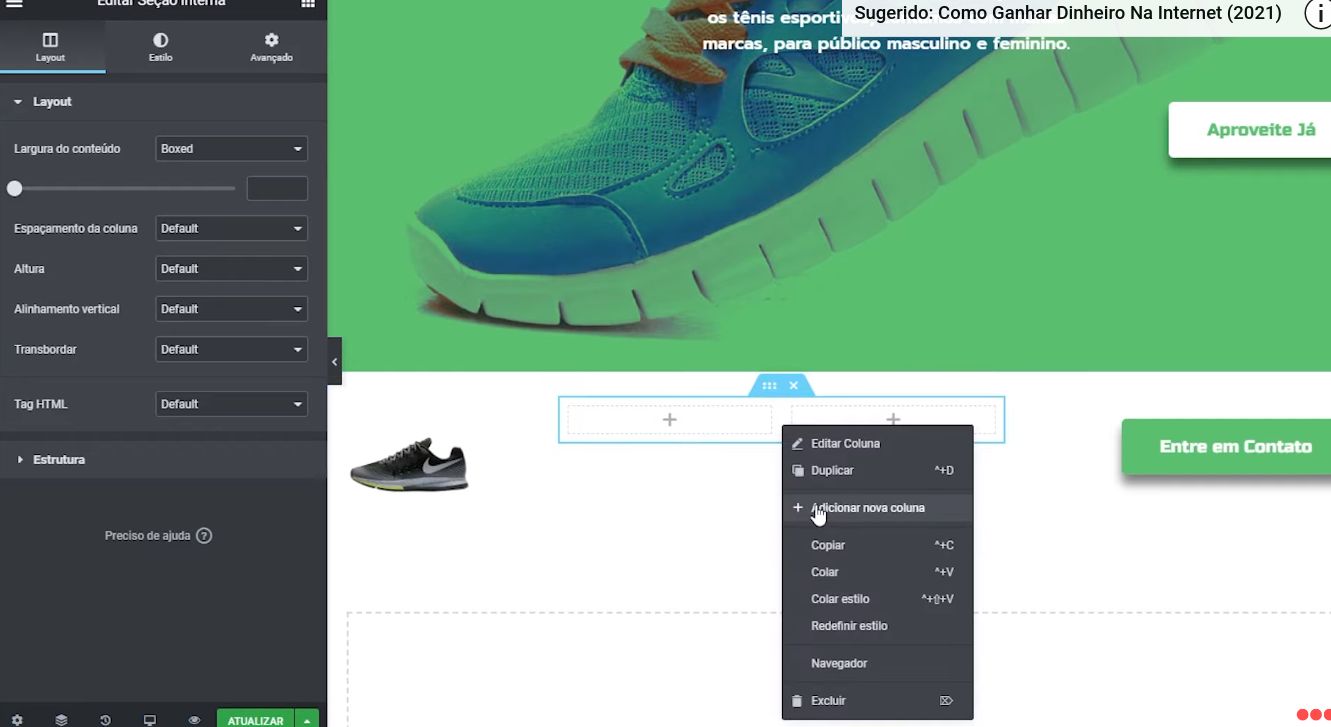 Editar Seção Interna
Layout
Estilo
Avançado
Layout
Largura do conteúdo
Boxed
Espaçamento da coluna
Default
Altura
Default
Alinhamento vertical
Default
Transbordar
Default
Tag HTML
Default
Estrutura
Preciso de ajuda ?
ATUALIZAR
Sugerido: Como Ganhar Dinheiro Na Internet (2021)
i
os tênis esportiv
marcas, para público masculino e feminino.
Aproveite Já
Entre em Contato
Editar Coluna
Duplicar ^+D
Adicionar nova coluna
Copiar ^+C
Colar ^+V
Colar estilo ^+⇧+V
Redefinir estilo
Navegador
Excluir ⌦